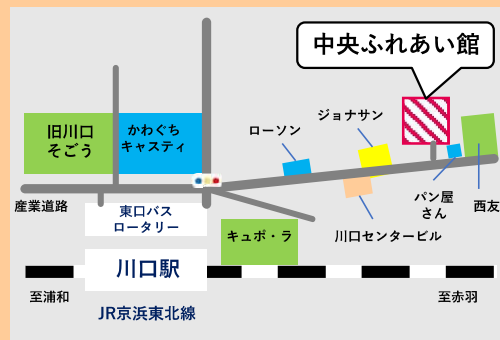 中央ふれあい館
ジョナサン
ローソン
旧川口
そごう
かわぐち
キャスティ
産業道路
東口バス
ロータリー
パン屋
さん
西友
キュポ・ラ
川口センタービル
川口駅
至浦和
至赤羽
JR京浜東北線